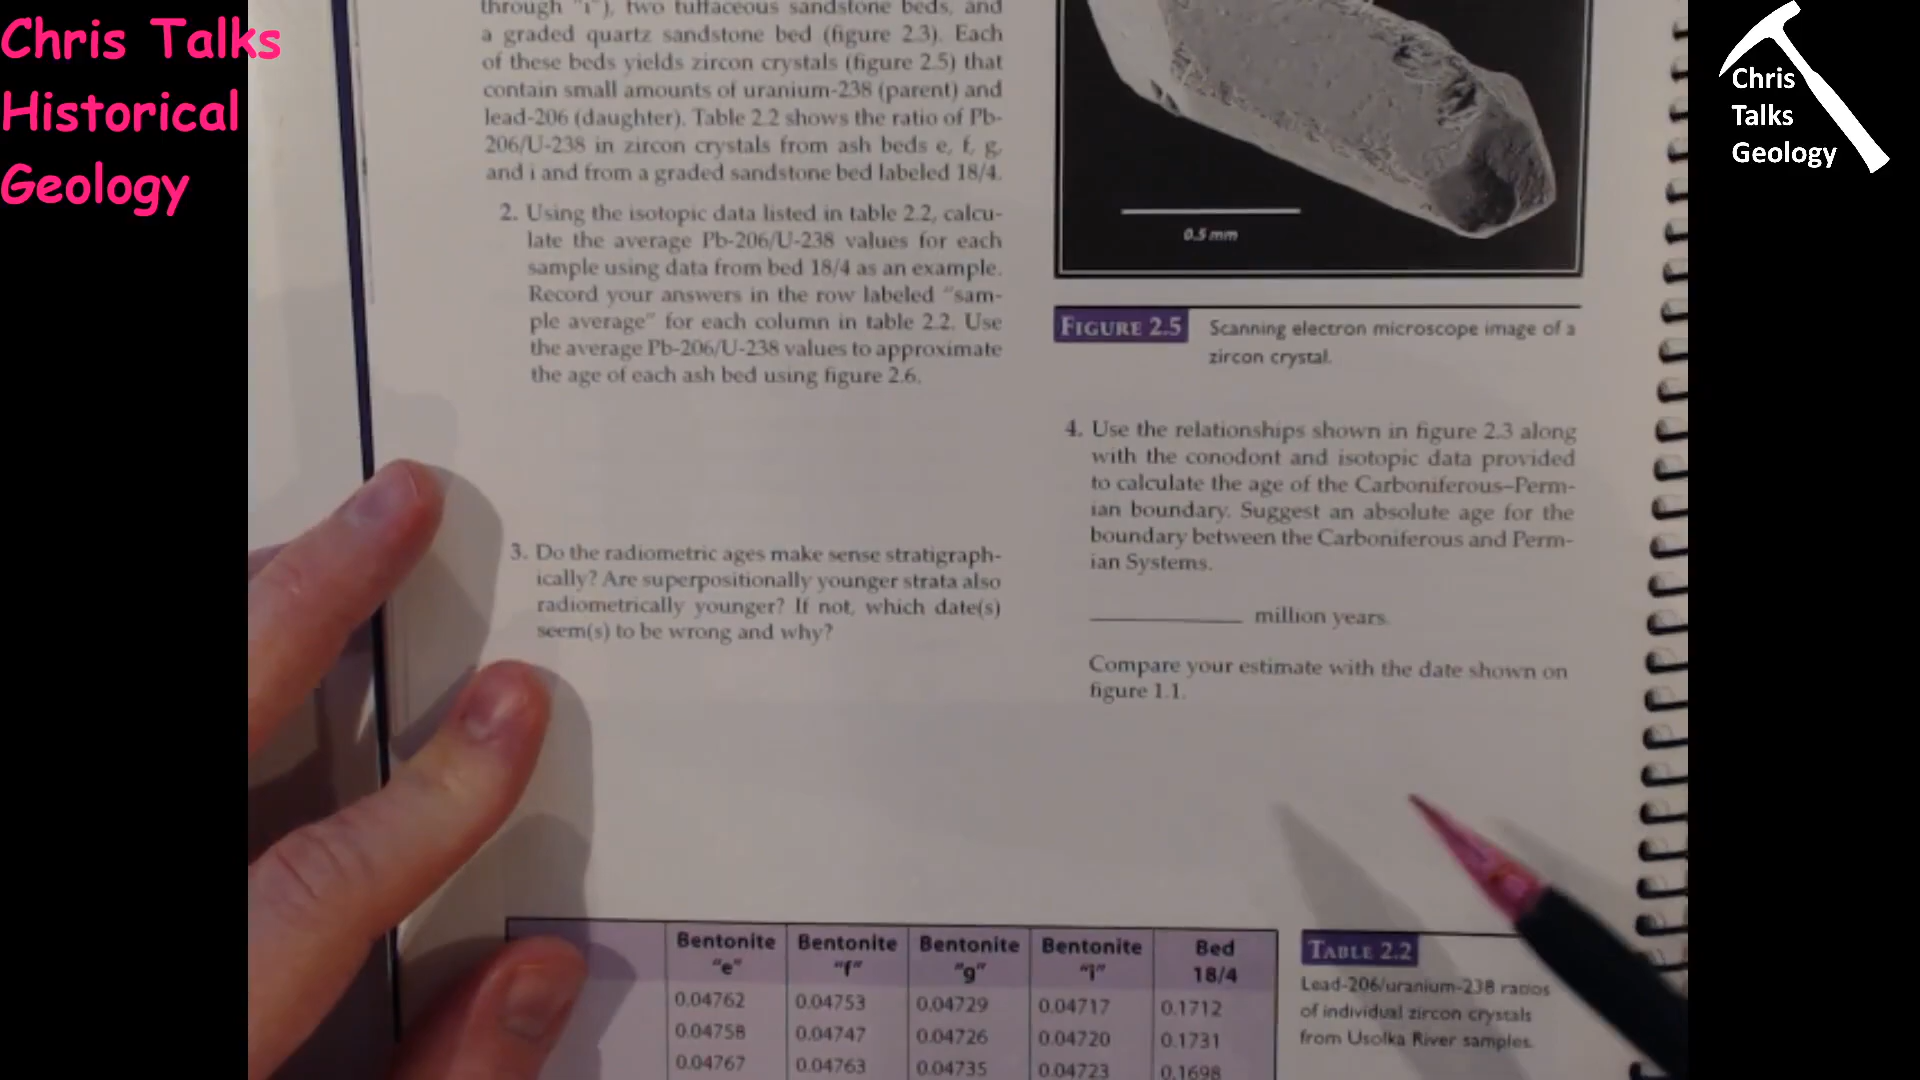 Chris Talks
Historical
Geology
Chris
Talks
Geology
through "i"), two tuffaceous sandstone beds, and
a graded quartz sandstone bed (figure 2.3). Each
of these beds yields zircon crystals (figure 2.5) that
contain small amounts of uranium-238 (parent) and
lead-206 (daughter). Table 2.2 shows the ratio of Pb-
206/U-238 in zircon crystals from ash beds e, f, g,
and i and from a graded sandstone bed labeled 18/4.
2. Using the isotopic data listed in table 2.2, calcu-
late the average Pb-206/U-238 values for each
sample using data from bed 18/4 as an example.
Record your answers in the row labeled "sam-
ple average" for each column in table 2.2. Use
the average Pb-206/U-238 values to approximate
the age of each ash bed using figure 2.6.
3. Do the radiometric ages make sense stratigraph-
ically? Are superpositionally younger strata also
radiometrically younger? If not, which date(s)
seem(s) to be wrong and why?
0.5 mm
FIGURE 2.5 Scanning electron microscope image of a
zircon crystal.
4. Use the relationships shown in figure 2.3 along
with the conodont and isotopic data provided
to calculate the age of the Carboniferous–Perm-
ian boundary. Suggest an absolute age for the
boundary between the Carboniferous and Perm-
ian Systems.
million years.
Compare your estimate with the date shown on
figure 1.1.
Bentonite "e" Bentonite "f" Bentonite "g" Bentonite "i" Bed 18/4
0.04762 0.04753 0.04729 0.04717 0.1712
0.04758 0.04747 0.04726 0.04720 0.1731
0.04767 0.04763 0.04735 0.04723 0.1698
TABLE 2.2
Lead-206/uranium-238 ratios
of individual zircon crystals
from Usolka River samples.